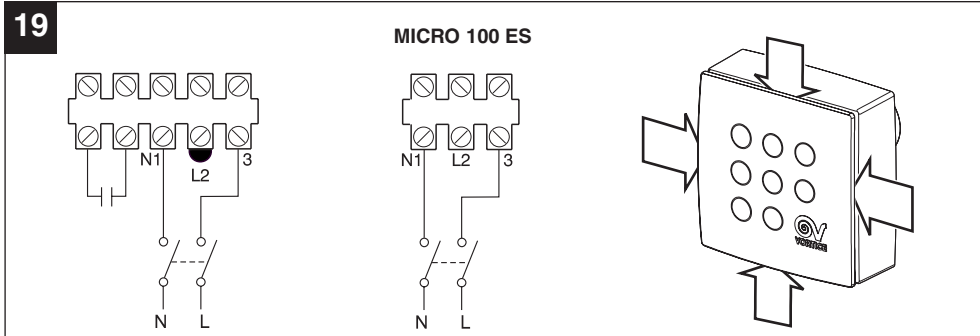 19
MICRO 100 ES
N1 L2 3
N L
N1 L2 3
N L
VORTICE